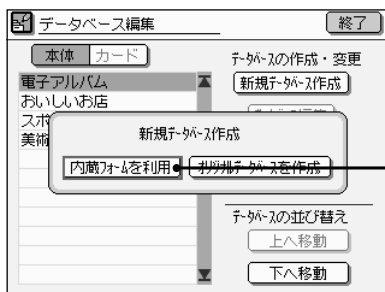 データベース編集
終了
本体 カード
データベースの作成・変更
電子アルバム
新規データベース作成
おいしいお店
スポ
美術
新規データベース作成
内蔵フォームを利用
オリジナルデータベースを作成
データベースの並び替え
上へ移動
下へ移動